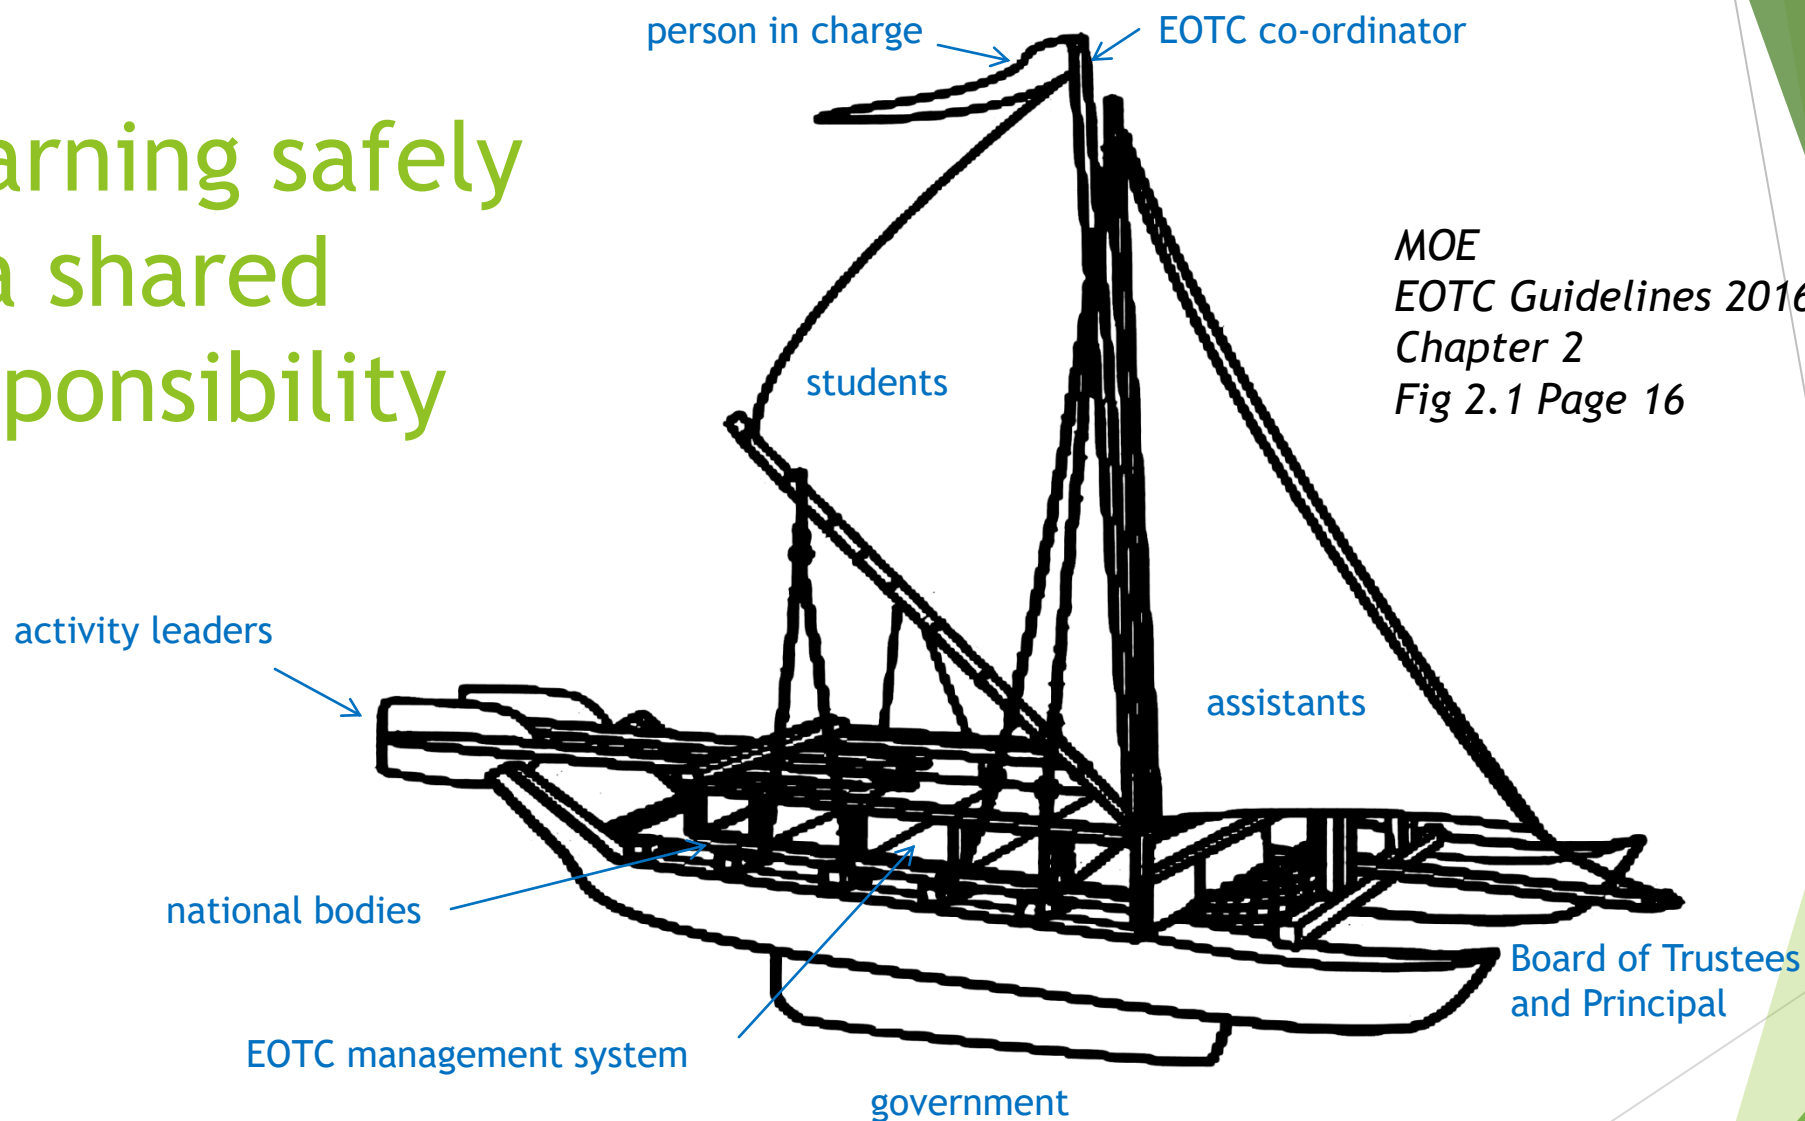 person in charge
EOTC co-ordinator
arning safely
a shared
ponsibility
MOE
EOTC Guidelines 2016
Chapter 2
Fig 2.1 Page 16
students
activity leaders
assistants
national bodies
Board of Trustees
and Principal
EOTC management system
government